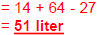 = 14 + 64 - 27
= 51 liter